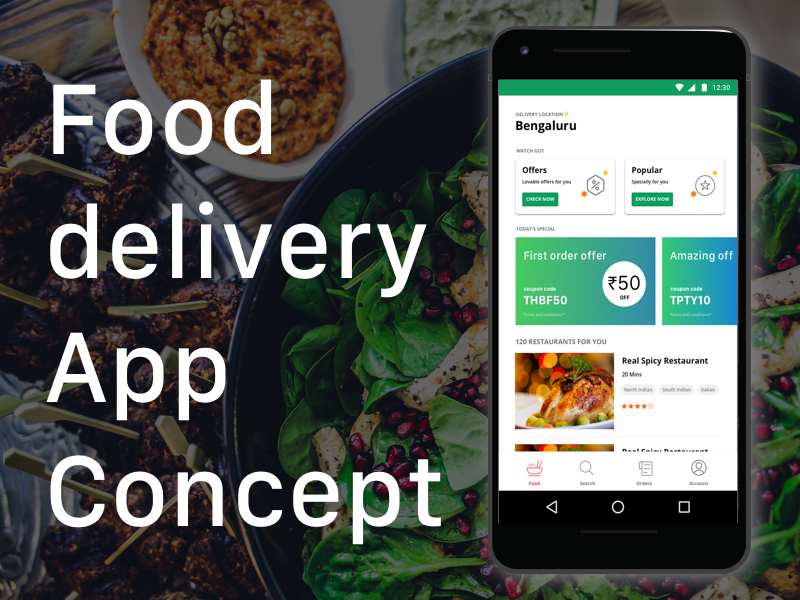 Food
delivery
App
Concept
12:30
DELIVERY LOCATION
Bengaluru
WATCH OUT
Offers
Lovable offers for you
CHECK NOW
Popular
Specially for you
EXPLORE NOW
TODAY'S SPECIAL
First order offer
₹50
OFF
coupon code
THBF50
Terms and conditions*
Amazing off
coupon code
TPTY10
Terms and conditions*
120 RESTAURANTS FOR YOU
Real Spicy Restaurant
20 Mins
North Indian
South Indian
Italian
Real Spicy Restaurant
Food
Search
Orders
Account